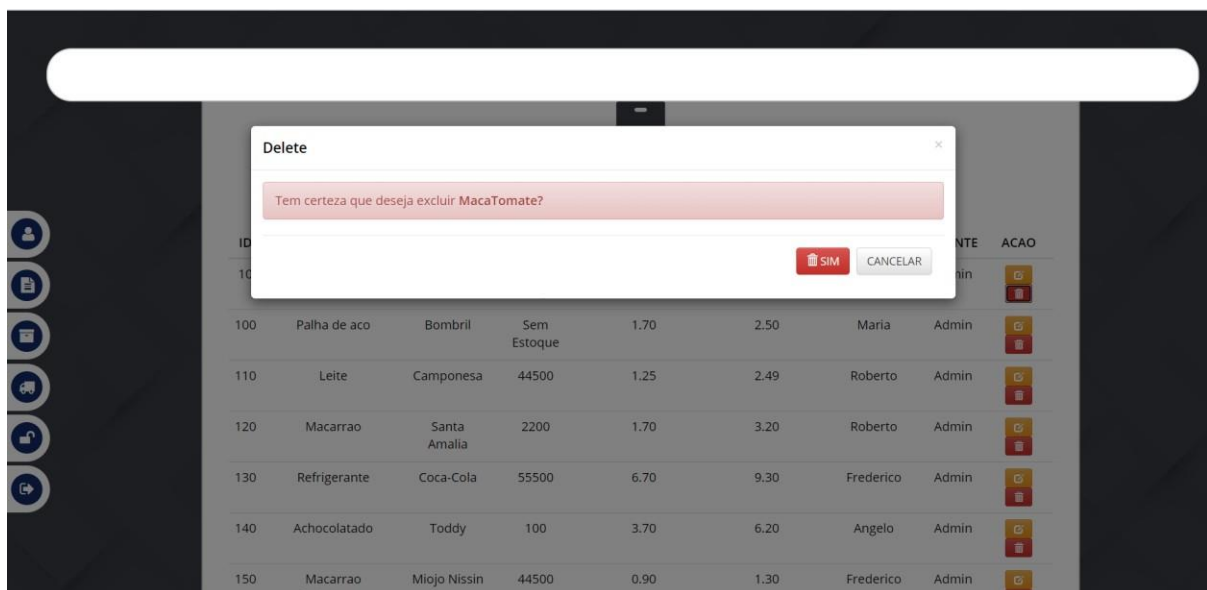 Delete
×
Tem certeza que deseja excluir MacaTomate?
SIM CANCELAR
ID NTE ACAO
10 min
100 Palha de aco Bombril Sem Estoque 1.70 2.50 Maria Admin
110 Leite Camponesa 44500 1.25 2.49 Roberto Admin
120 Macarrao Santa Amalia 2200 1.70 3.20 Roberto Admin
130 Refrigerante Coca-Cola 55500 6.70 9.30 Frederico Admin
140 Achocolatado Toddy 100 3.70 6.20 Angelo Admin
150 Macarrao Miojo Nissin 44500 0.90 1.30 Frederico Admin